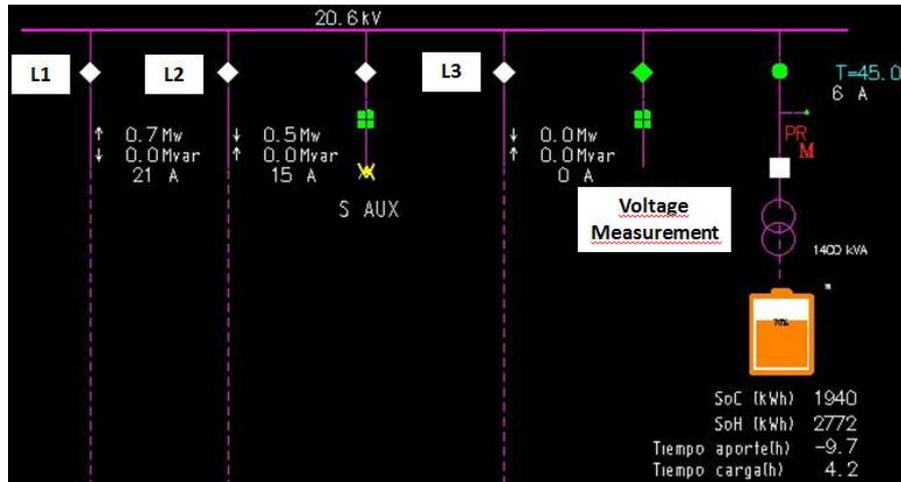 20.6kV
L1
L2
L3
T=45.0
6 A
↑ 0.7Mw
↓ 0.0Mvar
21 A
↓ 0.5Mw
↑ 0.0Mvar
15 A
S AUX
↓ 0.0Mw
↑ 0.0Mvar
0 A
Voltage
Measurement
PR
M
1400 kVA
70%
SoC (kWh) 1940
SoH (kWh) 2772
Tiempo aporte(h) -9.7
Tiempo carga(h) 4.2